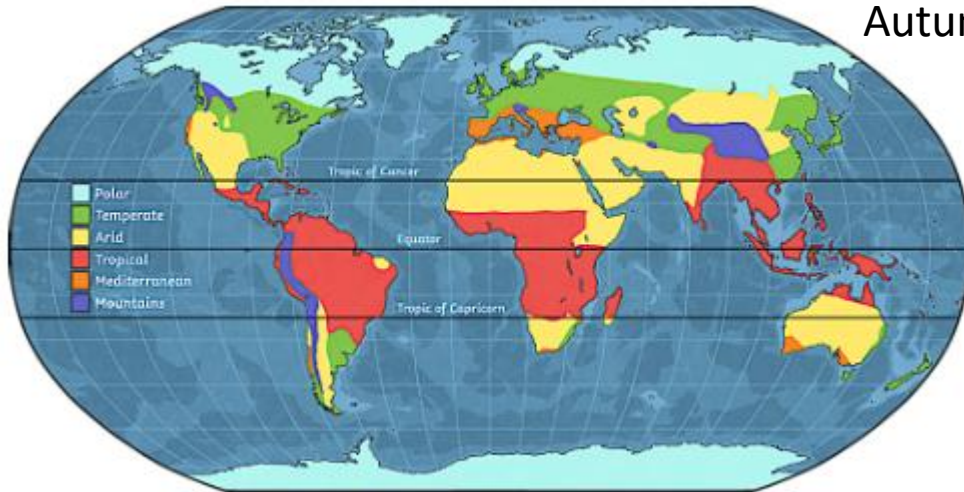 Autur
Tropic of Cancer
Polar
Temperate
Arid
Tropical
Mediterranean
Mountains
Equator
Tropic of Capricorn